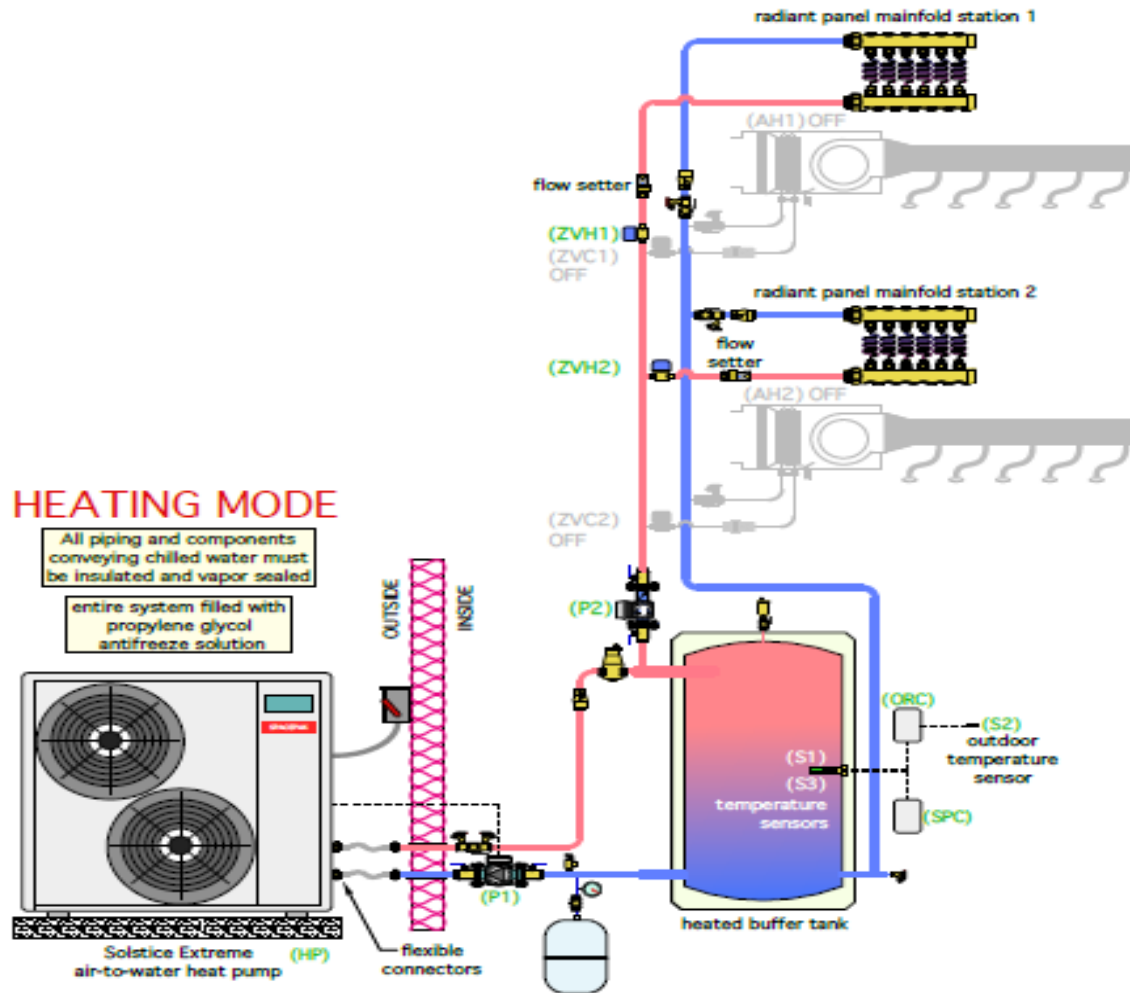 radiant panel mainfold station 1
(AH1) OFF
flow setter
(ZVH1)
(ZVC1)
OFF
radiant panel mainfold station 2
flow
setter
(ZVH2)
(AH2) OFF
HEATING MODE
All piping and components
conveying chilled water must
be insulated and vapor sealed
entire system filled with
propylene glycol
antifreeze solution
OUTSIDE
INSIDE
(ZVC2)
OFF
(P2)
(ORC)
(S2)
outdoor
temperature
sensor
(S1)
(S3)
temperature
sensors
(SPC)
(P1)
heated buffer tank
Solstice Extreme
air-to-water heat pump
(HP)
flexible
connectors